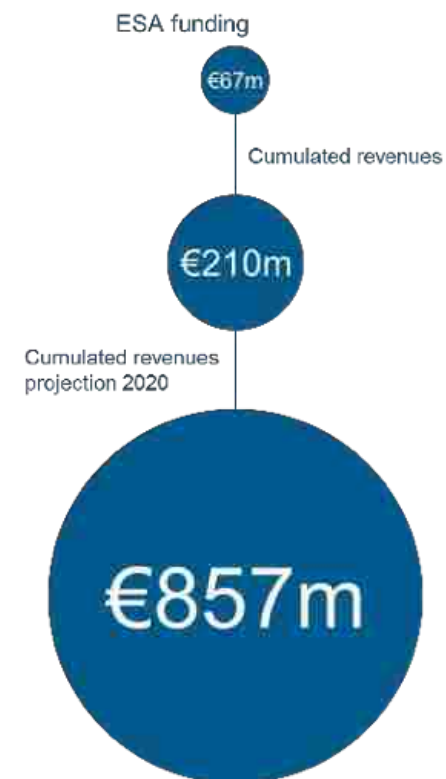 ESA funding
€67m
Cumulated revenues
€210m
Cumulated revenues
projection 2020
€857m